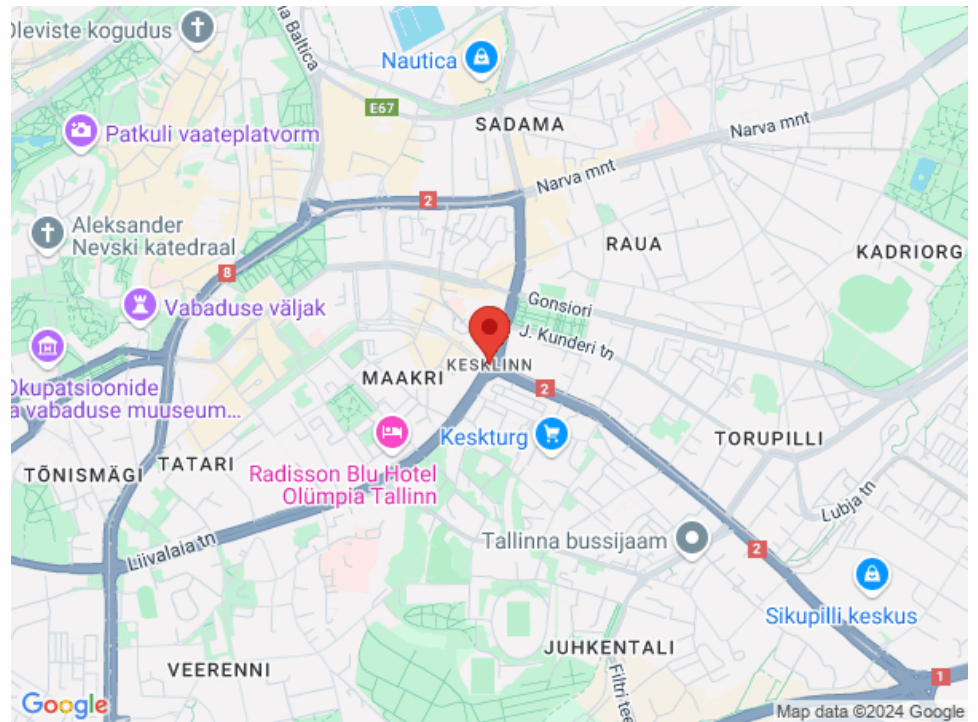 Oleviste kogudus
Baltica
Nautica
E67
SADAMA
Narva mnt
Patkuli vaateplatvorm
Narva mnt
2
Aleksander
Nevski katedraal
RAUA
KADRIORG
8
Vabaduse väljak
Gonsiori
J. Kunderi tn
KESKLINN
Okupatsioonide
a vabaduse muuseum...
MAAKRI
2
Keskturg
TORUPILLI
TÕNISMÄGI
TATARI
Radisson Blu Hotel
Olümpia Tallinn
Lubja tn
Liivalaia tn
Tallinna bussijaam
2
Sikupilli keskus
JUHKENTALI
VEERENNI
Filtri tee
1
Google
Map data ©2024 Google